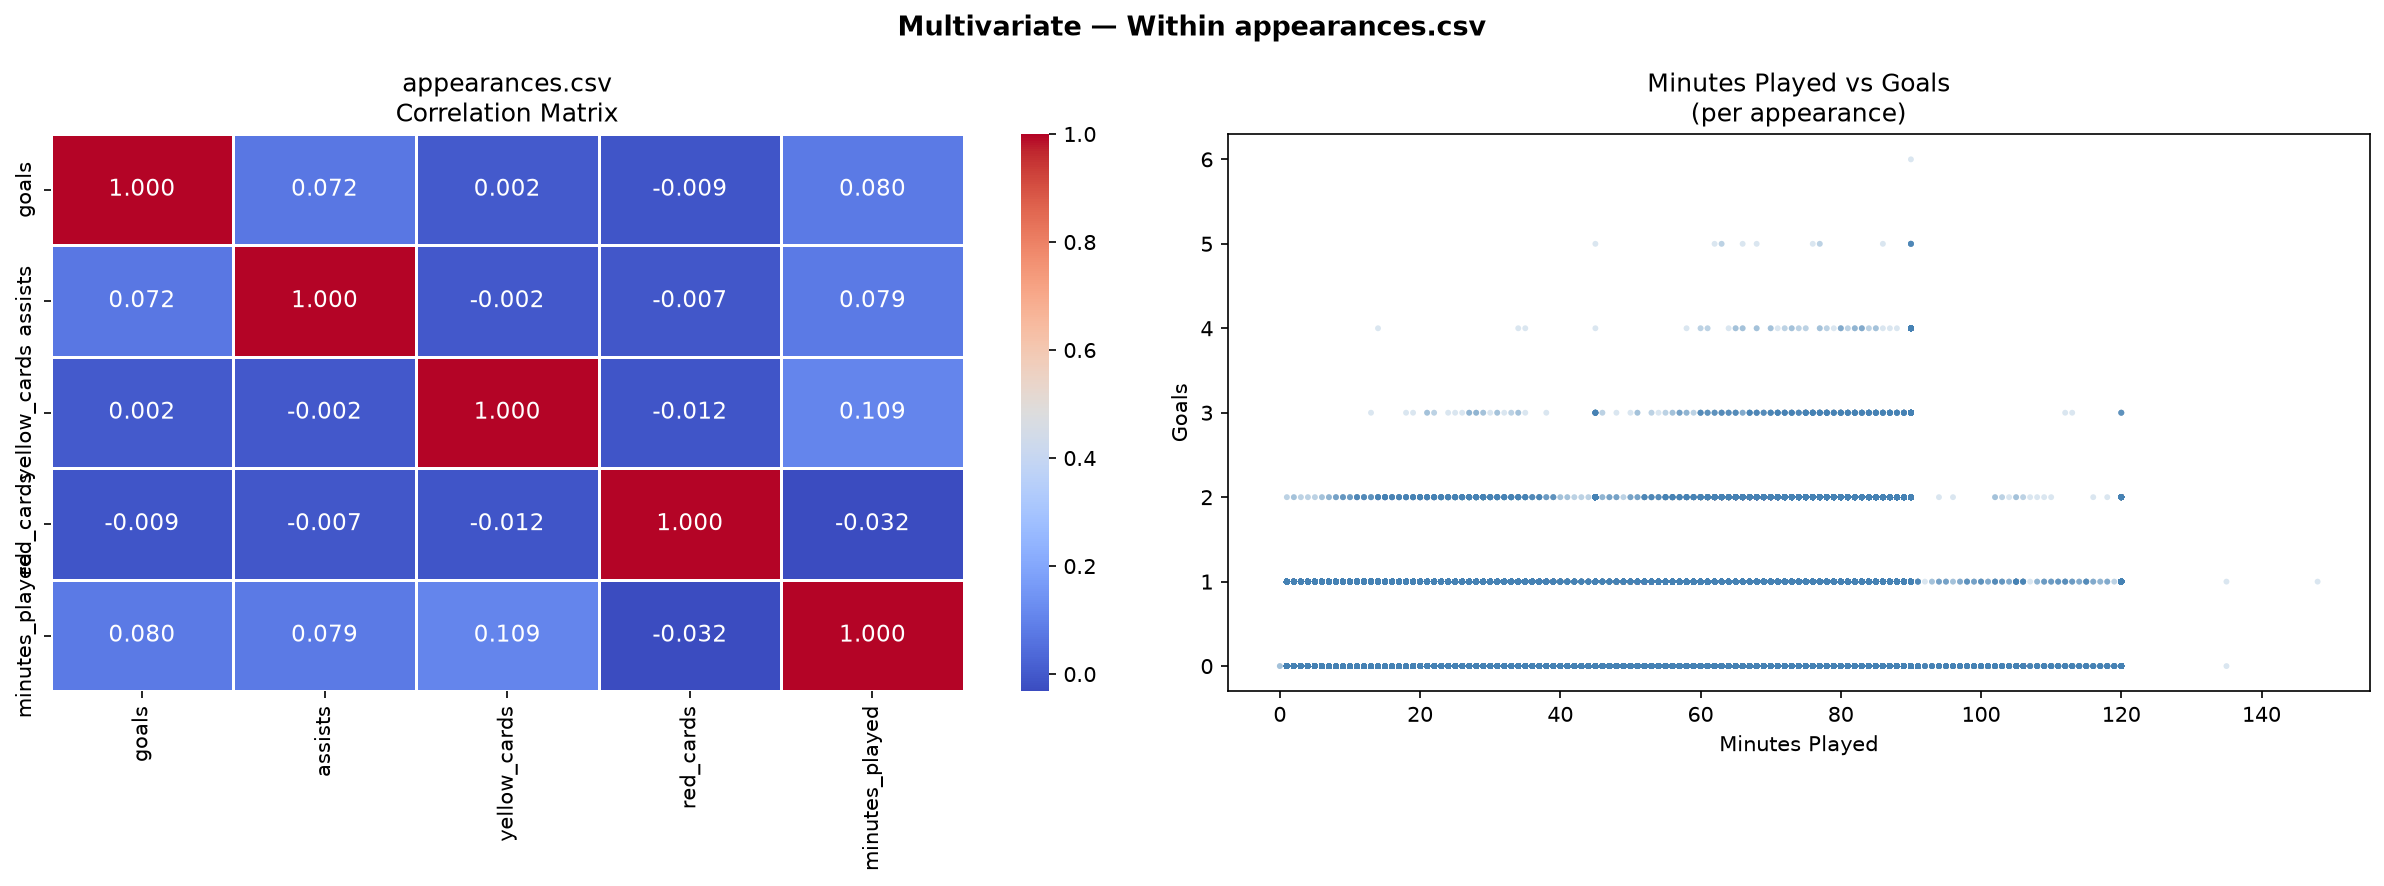 Multivariate — Within appearances.csv
appearances.csv
Correlation Matrix
goals
assists
yellow_cards
red_cards
minutes_played
1.000 0.072 0.002 -0.009 0.080
0.072 1.000 -0.002 -0.007 0.079
0.002 -0.002 1.000 -0.012 0.109
-0.009 -0.007 -0.012 1.000 -0.032
0.080 0.079 0.109 -0.032 1.000
goals
assists
yellow_cards
red_cards
minutes_played
1.0
0.8
0.6
0.4
0.2
0.0
Minutes Played vs Goals
(per appearance)
Goals
6
5
4
3
2
1
0
0 20 40 60 80 100 120 140
Minutes Played